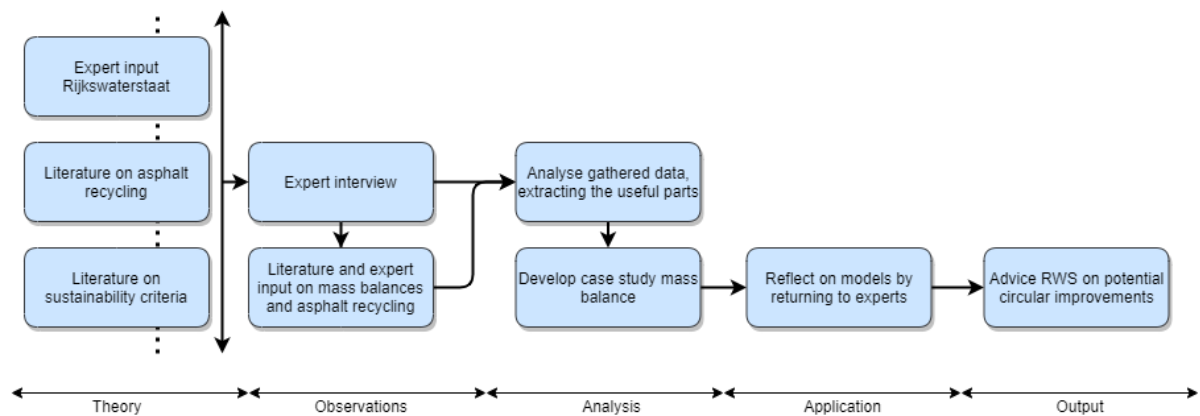 Expert input
Rijkswaterstaat
Literature on asphalt
recycling
Literature on
sustainability criteria
Expert interview
Literature and expert
input on mass balances
and asphalt recycling
Analyse gathered data,
extracting the useful parts
Develop case study mass
balance
Reflect on models by
returning to experts
Advice RWS on potential
circular improvements
Theory
Observations
Analysis
Application
Output